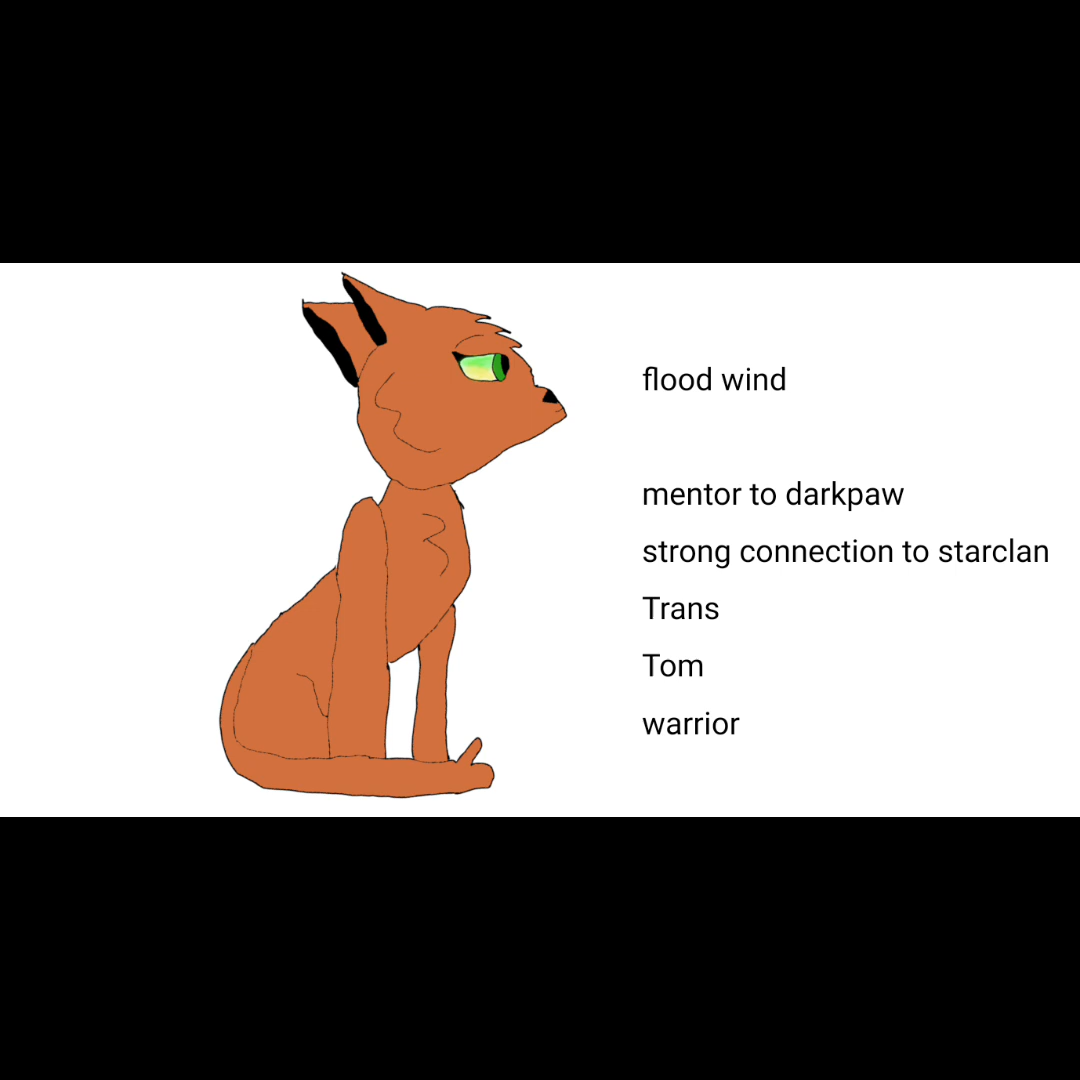 flood wind
mentor to darkpaw
strong connection to starclan
Trans
Tom
warrior